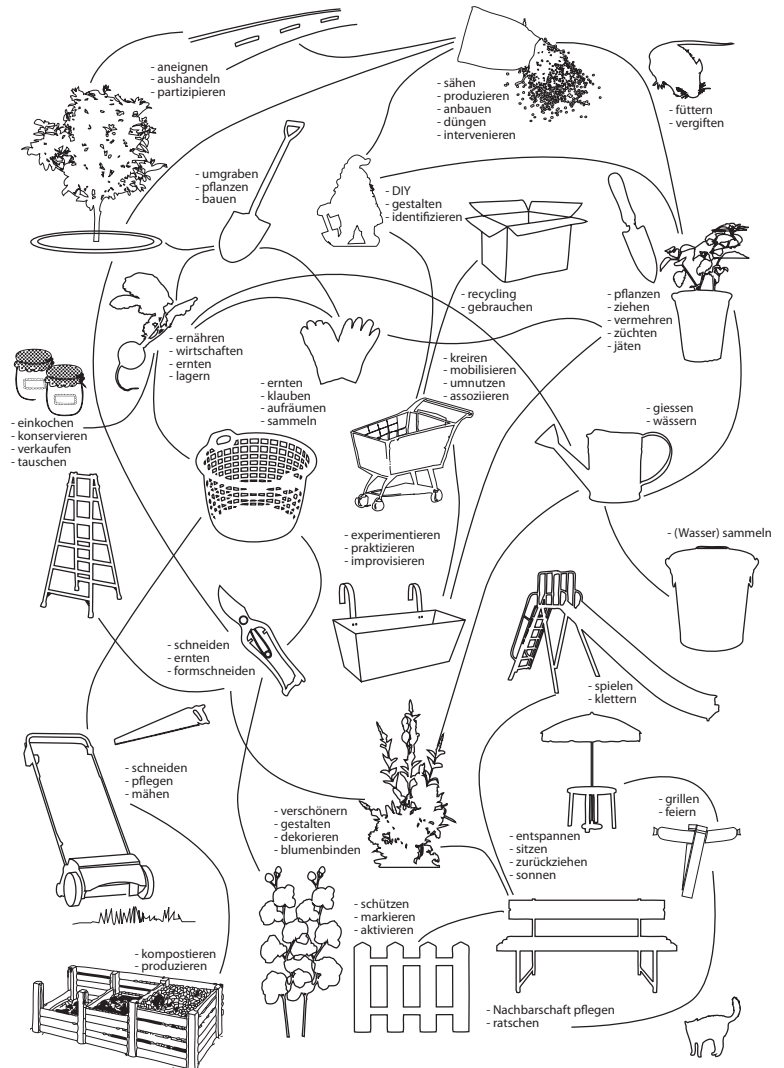 - aneignen
- aushandeln
- partizipieren
- sähen
- produzieren
- anbauen
- düngen
- intervenieren
- füttern
- vergiften
- umgraben
- pflanzen
- bauen
- DIY
- gestalten
- identifizieren
- recycling
- gebrauchen
- pflanzen
- ziehen
- vermehren
- züchten
- jäten
- ernähren
- wirtschaften
- ernten
- lagern
- ernten
- klauben
- aufräumen
- sammeln
- kreiren
- mobilisieren
- umnutzen
- assoziieren
- einkochen
- konservieren
- verkaufen
- tauschen
- giessen
- wässern
- experimentieren
- praktizieren
- improvisieren
- (Wasser) sammeln
- schneiden
- ernten
- formschneiden
- spielen
- klettern
- schneiden
- pflegen
- mähen
- verschönern
- gestalten
- dekorieren
- blumenbinden
- grillen
- feiern
- entspannen
- sitzen
- zurückziehen
- sonnen
- schützen
- markieren
- aktivieren
- kompostieren
- produzieren
- Nachbarschaft pflegen
- ratschen